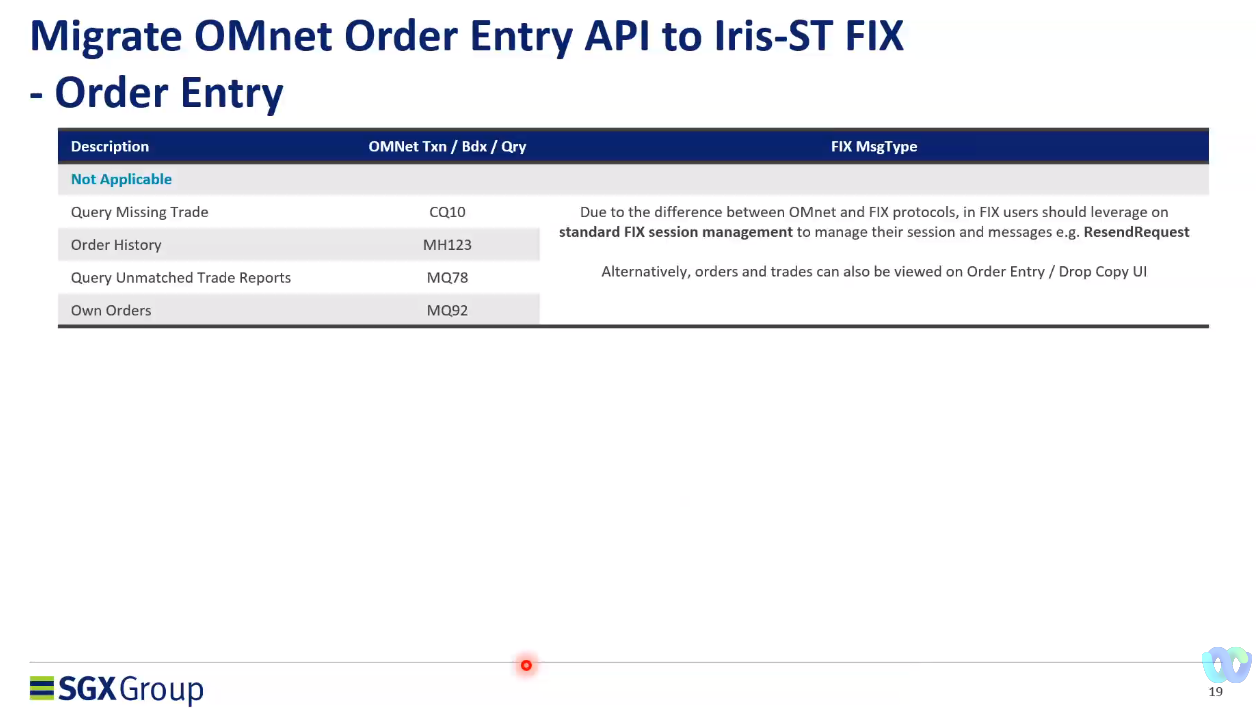 Migrate OMnet Order Entry API to Iris-ST FIX
- Order Entry
Description OMNet Txn / Bdx / Qry FIX MsgType
Not Applicable
Query Missing Trade CQ10 Due to the difference between OMnet and FIX protocols, in FIX users should leverage on
standard FIX session management to manage their session and messages e.g. ResendRequest
Order History MH123
Alternatively, orders and trades can also be viewed on Order Entry / Drop Copy UI
Query Unmatched Trade Reports MQ78
Own Orders MQ92
SGX Group
19